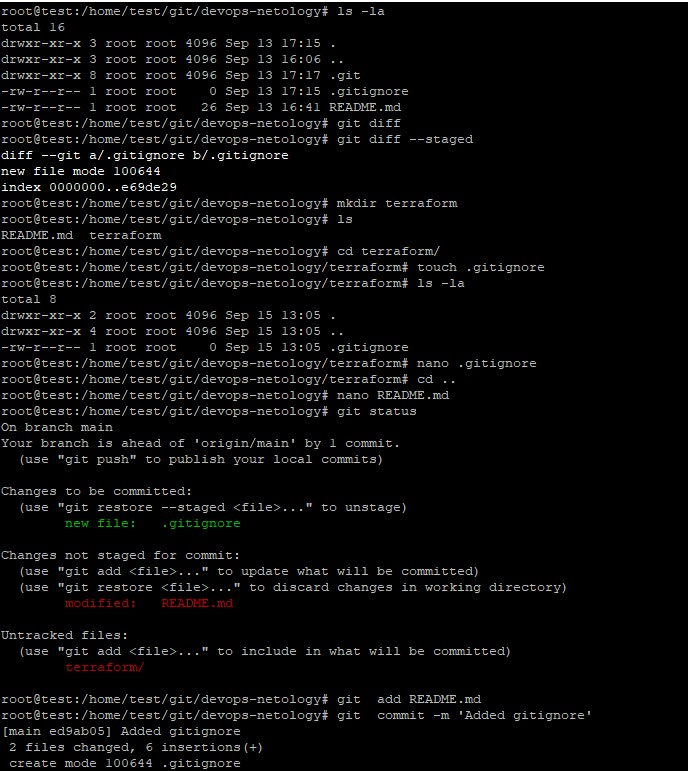 root@test:/home/test/git/devops-netology# ls -la
total 16
drwxr-xr-x 3 root root 4096 Sep 13 17:15 .
drwxr-xr-x 3 root root 4096 Sep 13 16:06 ..
drwxr-xr-x 8 root root 4096 Sep 13 17:17 .git
-rw-r--r-- 1 root root    0 Sep 13 17:15 .gitignore
-rw-r--r-- 1 root root   26 Sep 13 16:41 README.md
root@test:/home/test/git/devops-netology# git diff
root@test:/home/test/git/devops-netology# git diff --staged
diff --git a/.gitignore b/.gitignore
new file mode 100644
index 0000000..e69de29
root@test:/home/test/git/devops-netology# mkdir terraform
root@test:/home/test/git/devops-netology# ls
README.md  terraform
root@test:/home/test/git/devops-netology# cd terraform/
root@test:/home/test/git/devops-netology/terraform# touch .gitignore
root@test:/home/test/git/devops-netology/terraform# ls -la
total 8
drwxr-xr-x 2 root root 4096 Sep 15 13:05 .
drwxr-xr-x 4 root root 4096 Sep 15 13:05 ..
-rw-r--r-- 1 root root    0 Sep 15 13:05 .gitignore
root@test:/home/test/git/devops-netology/terraform# nano .gitignore
root@test:/home/test/git/devops-netology/terraform# cd ..
root@test:/home/test/git/devops-netology# nano README.md
root@test:/home/test/git/devops-netology# git status
On branch main
Your branch is ahead of 'origin/main' by 1 commit.
  (use "git push" to publish your local commits)

Changes to be committed:
  (use "git restore --staged <file>..." to unstage)
        new file:   .gitignore

Changes not staged for commit:
  (use "git add <file>..." to update what will be committed)
  (use "git restore <file>..." to discard changes in working directory)
        modified:   README.md

Untracked files:
  (use "git add <file>..." to include in what will be committed)
        terraform/

root@test:/home/test/git/devops-netology# git  add README.md
root@test:/home/test/git/devops-netology# git  commit -m 'Added gitignore'
[main ed9ab05] Added gitignore
 2 files changed, 6 insertions(+)
 create mode 100644 .gitignore